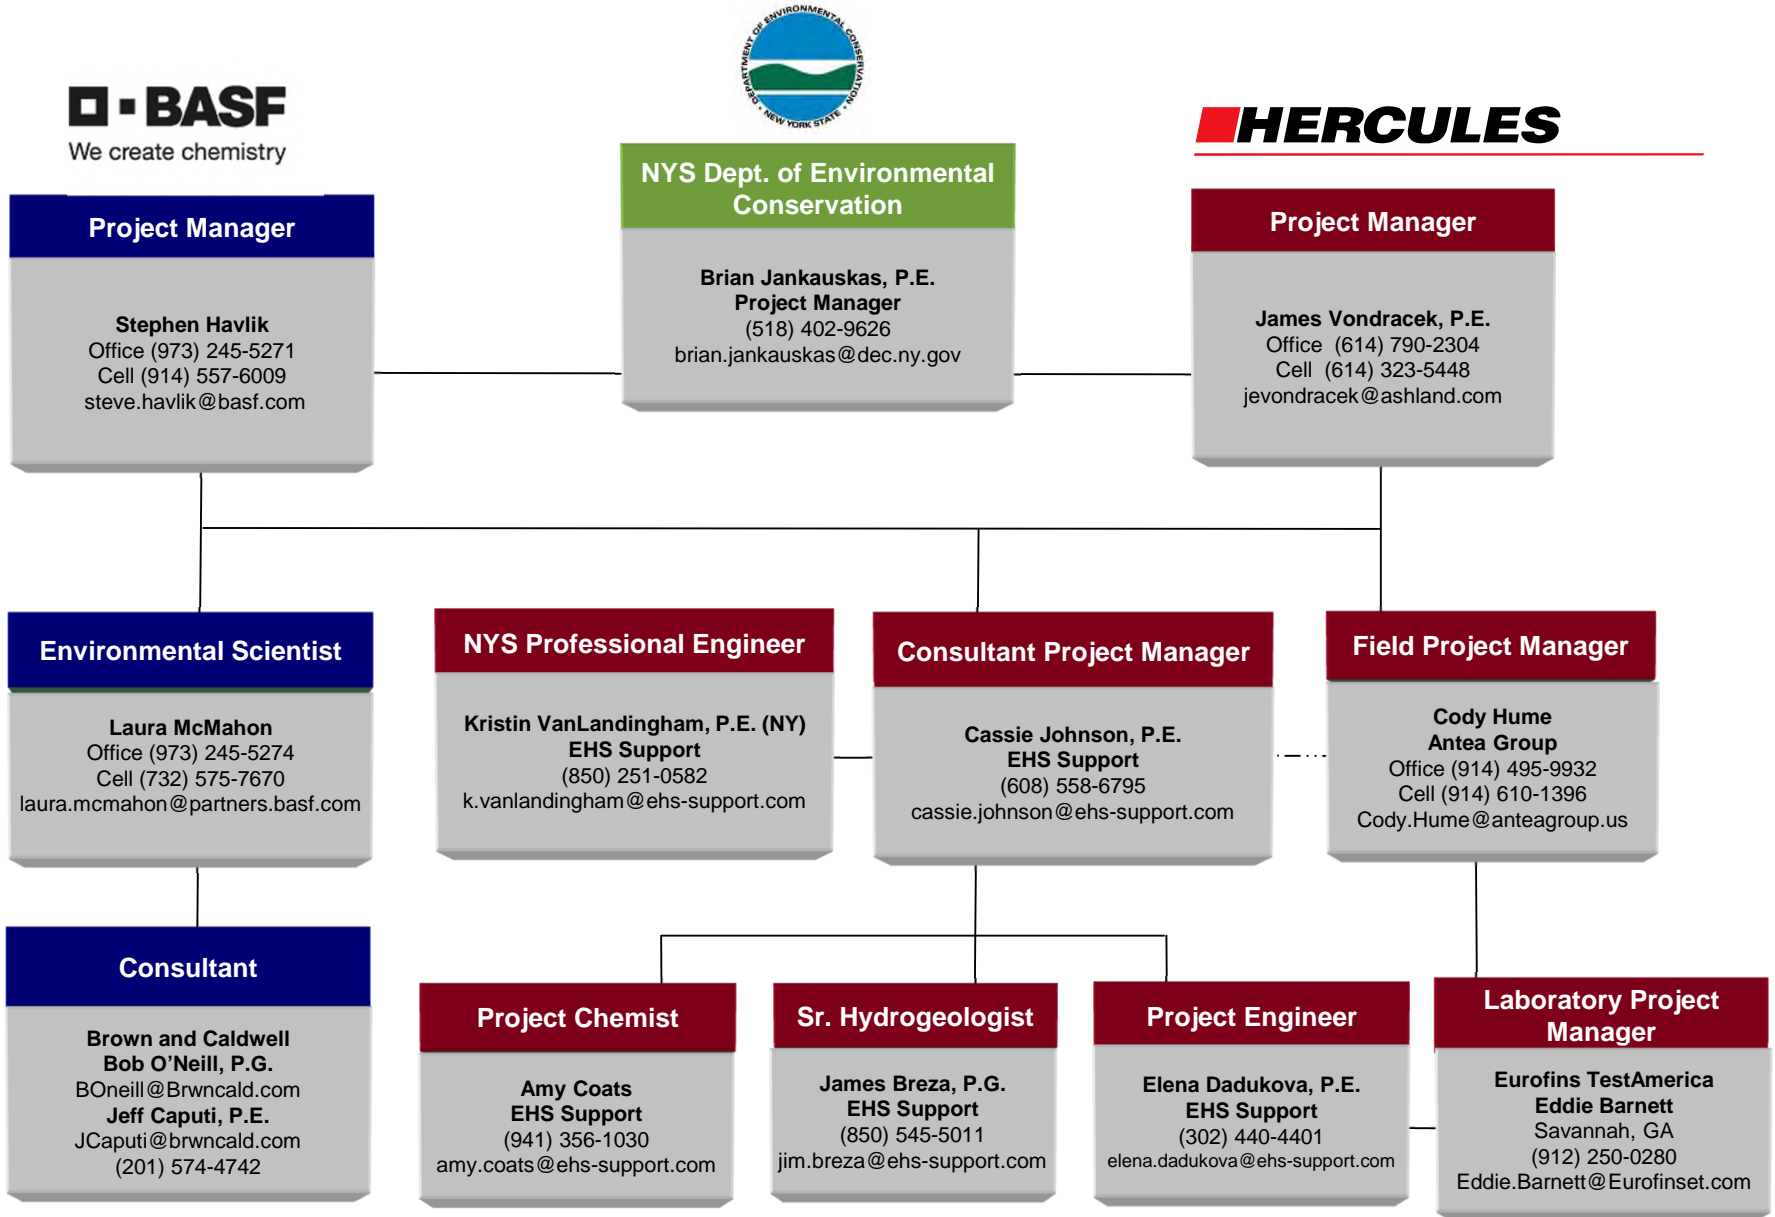 BASF
We create chemistry
DEPARTMENT OF ENVIRONMENTAL CONSERVATION
NEW YORK STATE
HERCULES
Project Manager
Stephen Havlik
Office (973) 245-5271
Cell (914) 557-6009
steve.havlik@basf.com
NYS Dept. of Environmental
Conservation
Brian Jankauskas, P.E.
Project Manager
(518) 402-9626
brian.jankauskas@dec.ny.gov
Project Manager
James Vondracek, P.E.
Office (614) 790-2304
Cell (614) 323-5448
jevondracek@ashland.com
Environmental Scientist
Laura McMahon
Office (973) 245-5274
Cell (732) 575-7670
laura.mcmahon@partners.basf.com
NYS Professional Engineer
Kristin VanLandingham, P.E. (NY)
EHS Support
(850) 251-0582
k.vanlandingham@ehs-support.com
Consultant Project Manager
Cassie Johnson, P.E.
EHS Support
(608) 558-6795
cassie.johnson@ehs-support.com
Field Project Manager
Cody Hume
Antea Group
Office (914) 495-9932
Cell (914) 610-1396
Cody.Hume@anteagroup.us
Consultant
Brown and Caldwell
Bob O’Neill, P.G.
BOneill@Brwncald.com
Jeff Caputi, P.E.
JCaputi@brwncald.com
(201) 574-4742
Project Chemist
Amy Coats
EHS Support
(941) 356-1030
amy.coats@ehs-support.com
Sr. Hydrogeologist
James Breza, P.G.
EHS Support
(850) 545-5011
jim.breza@ehs-support.com
Project Engineer
Elena Dadukova, P.E.
EHS Support
(302) 440-4401
elena.dadukova@ehs-support.com
Laboratory Project
Manager
Eurofins TestAmerica
Eddie Barnett
Savannah, GA
(912) 250-0280
Eddie.Barnett@Eurofinset.com